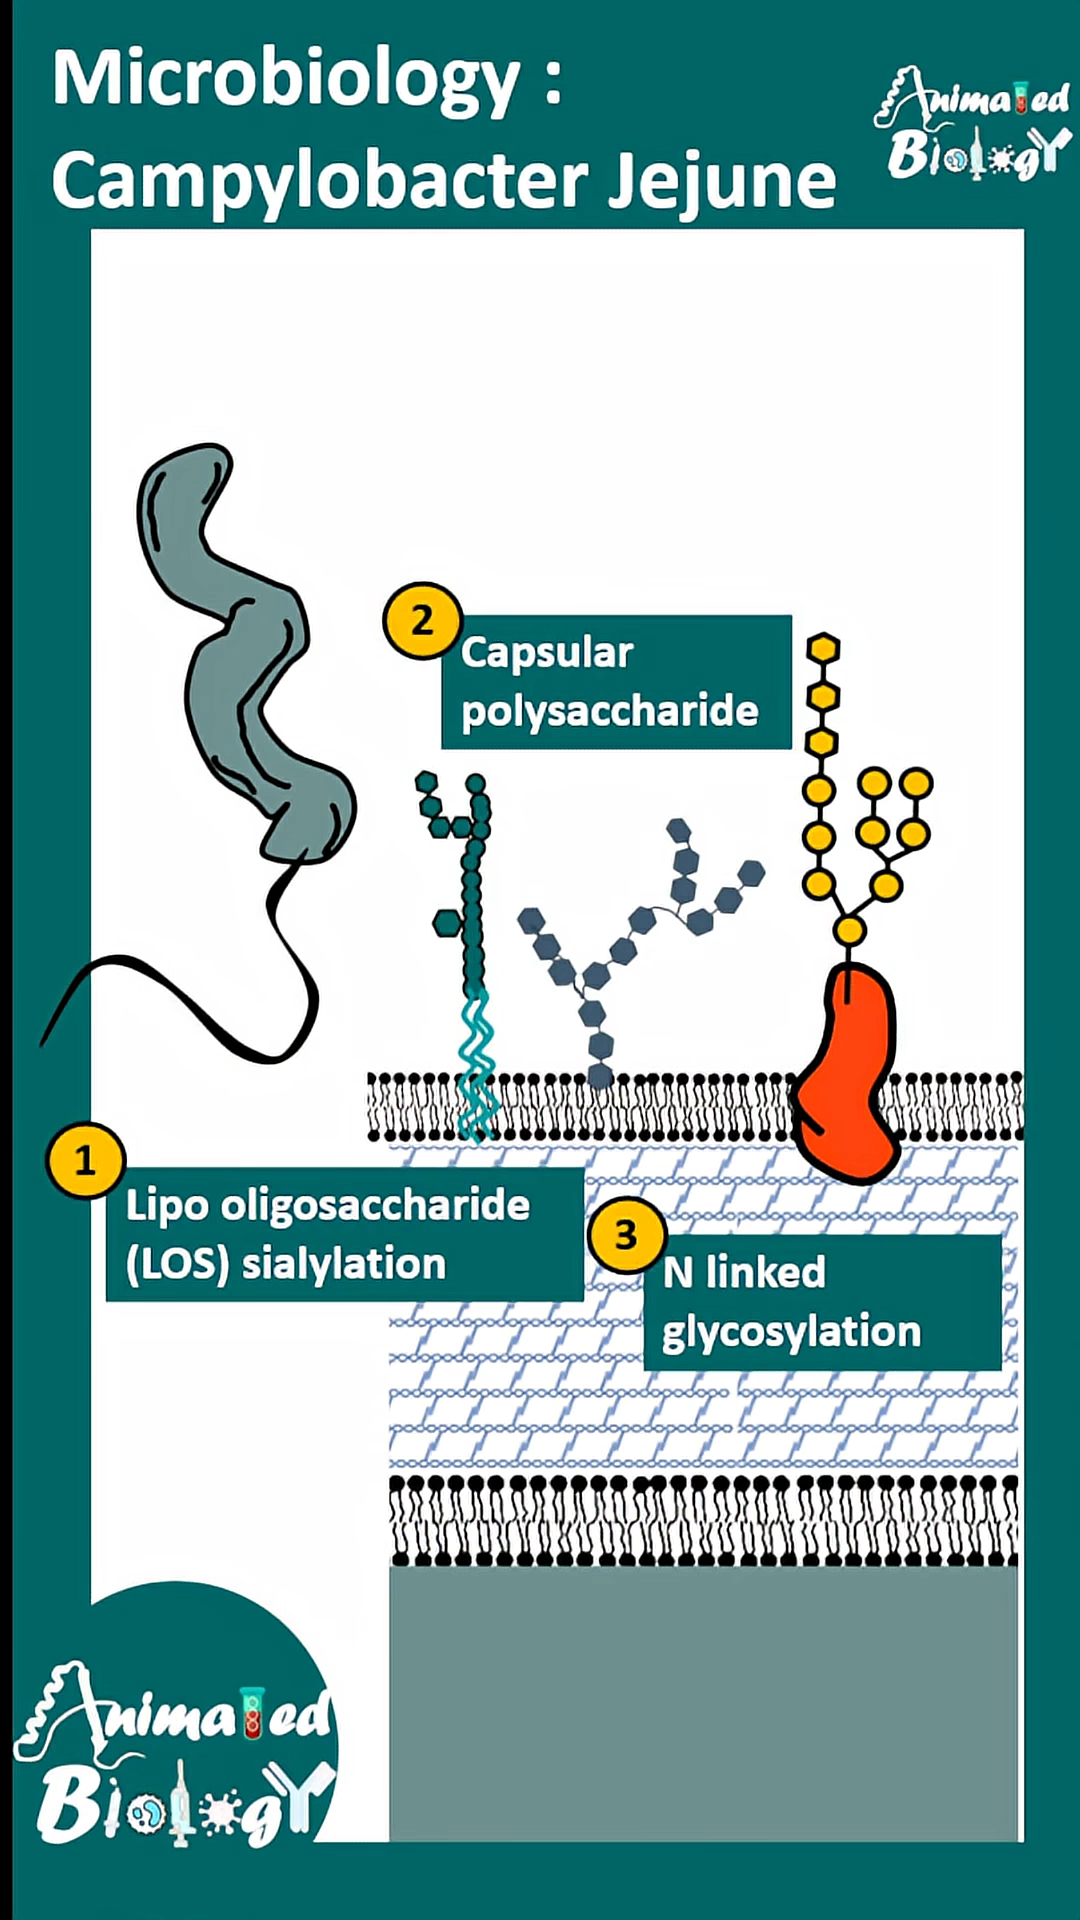 Microbiology :
Campylobacter Jejune
Animated
Biology
2
Capsular
polysaccharide
1
Lipo oligosaccharide
(LOS) sialylation
3
N linked
glycosylation
Animated
Biology